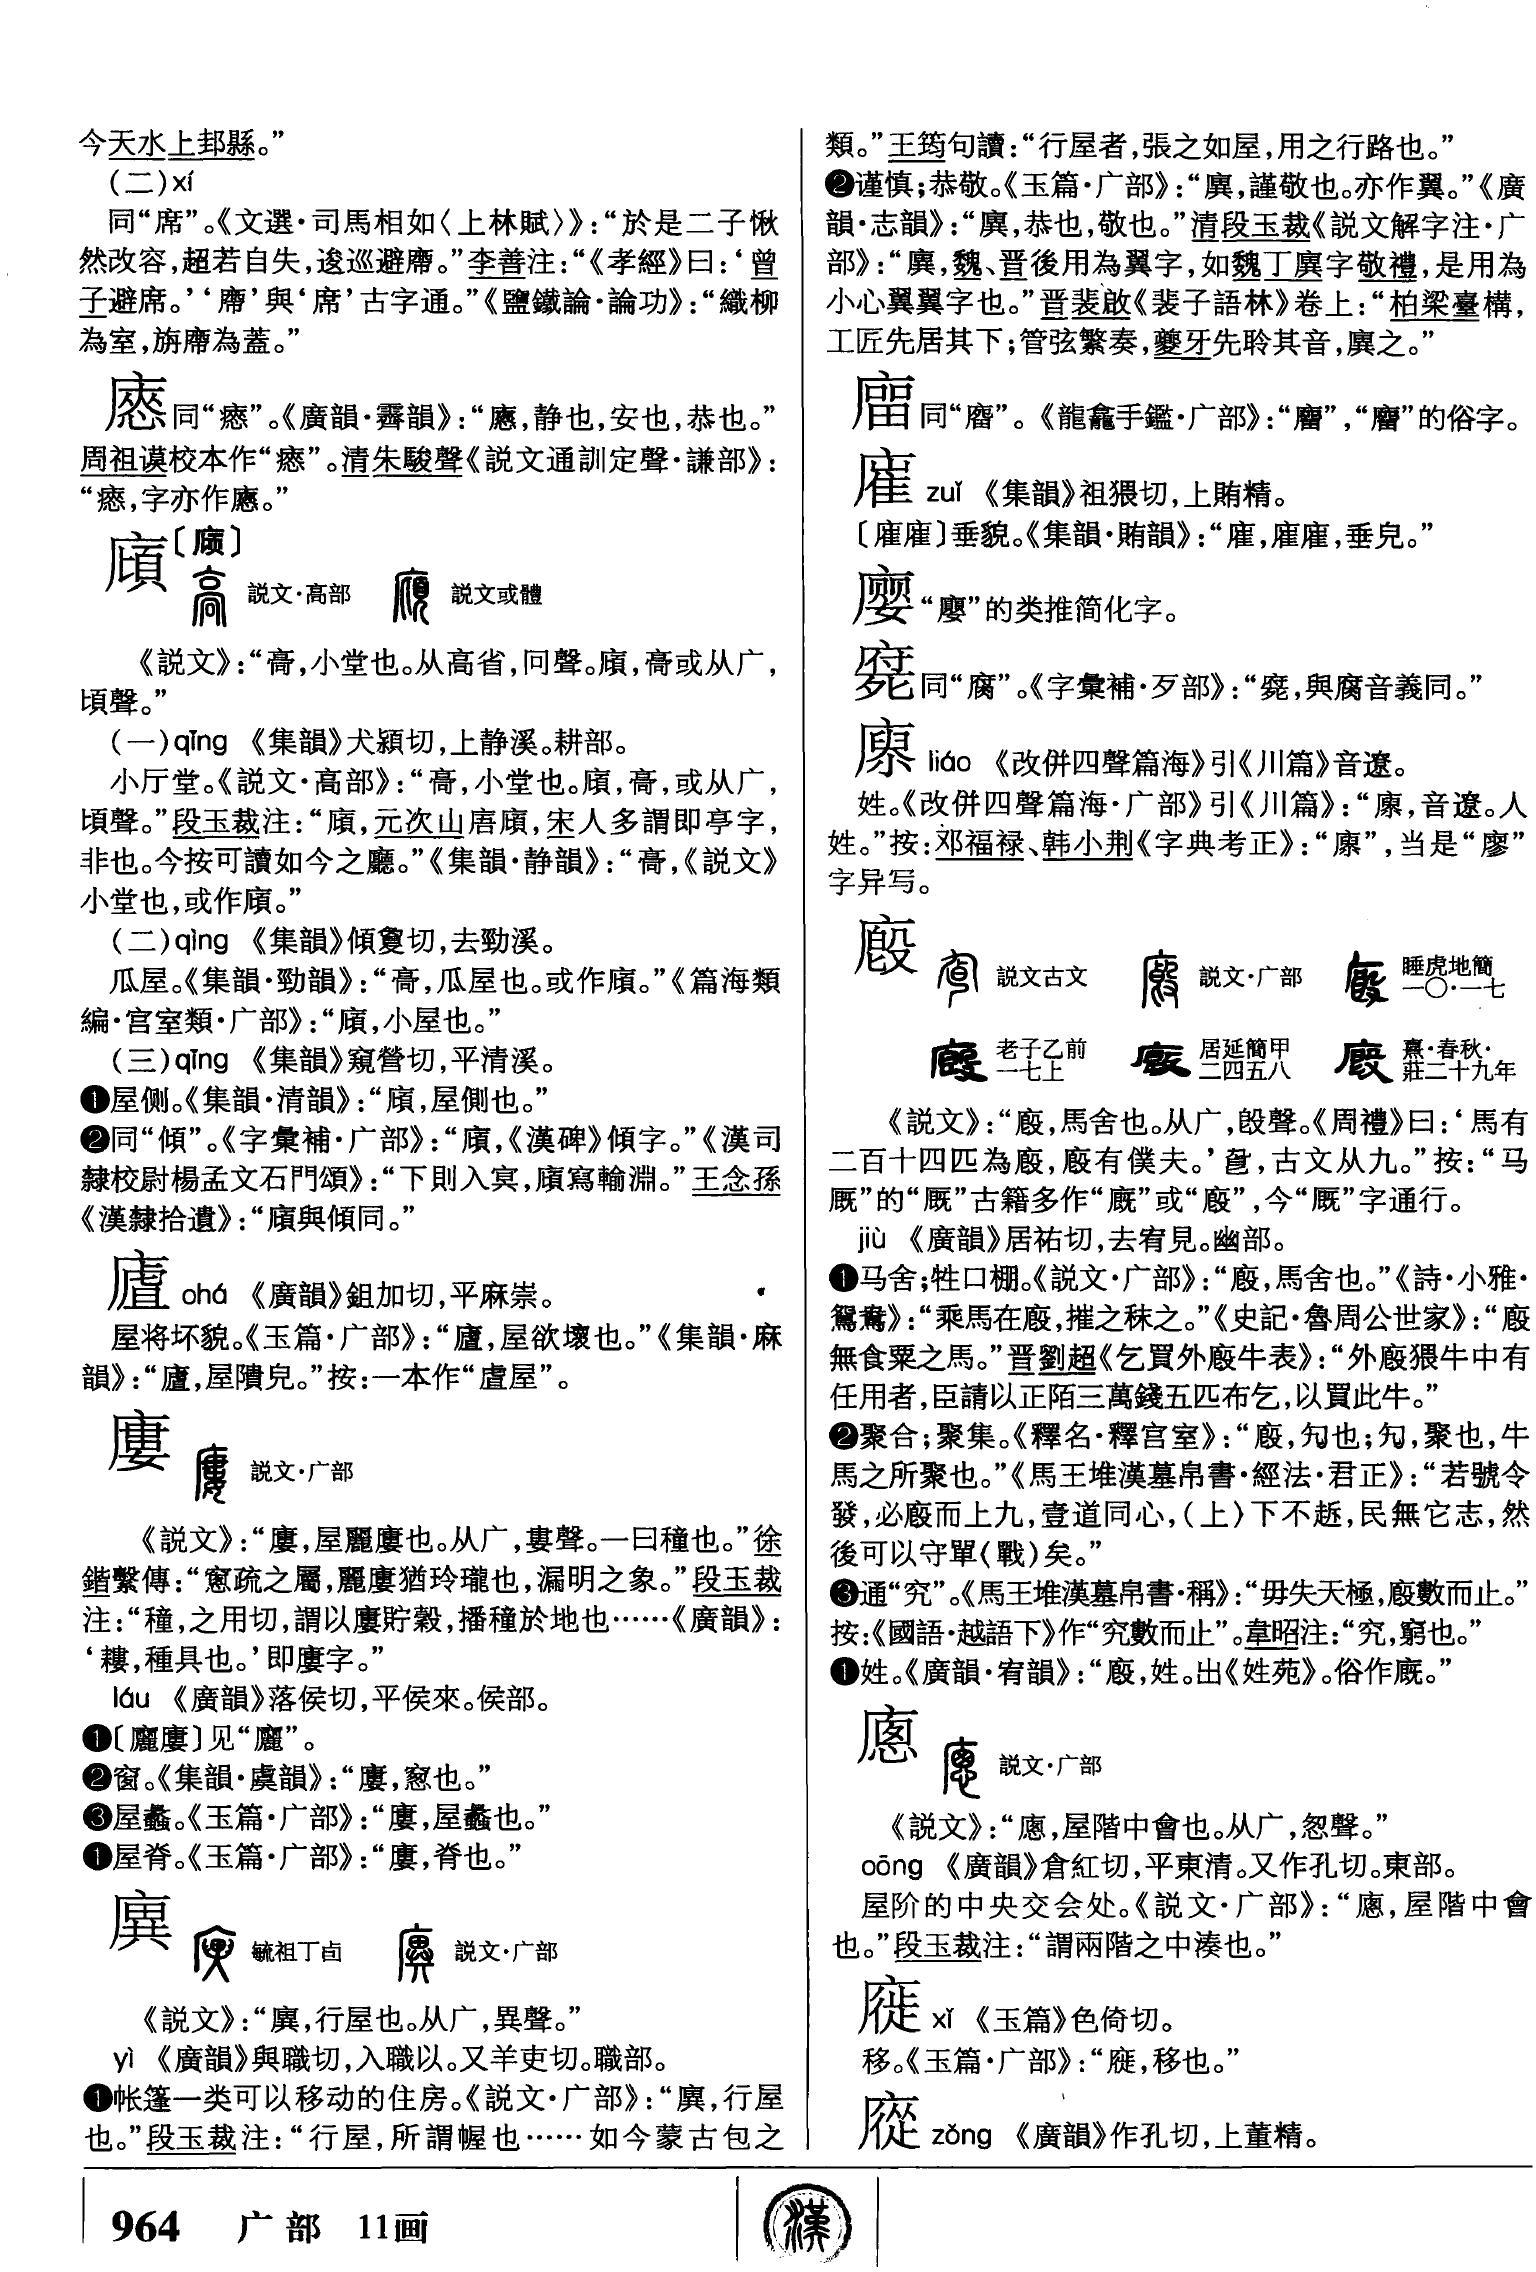 今天水上邽縣。”
(二)xí
同“席”。《文選·司馬相如〈上林賦〉》：“於是二子愀
然改容，超若自失，逡巡避廗。”李善注：“《孝經》曰：‘曾
子避席。’‘廗’與‘席’古字通。”《鹽鐵論·論功》：“織柳
為室，旃廗為蓋。”
同“瘱”。《廣韻·霽韻》：“㥷，静也，安也，恭也。”
周祖谟校本作“瘱”。清朱駿聲《説文通訓定聲·謙部》：
“瘱，字亦作㥷。”
廎〔㢓〕
説文·高部 説文或體
《説文》：“高，小堂也。从高省，冋聲。廎，高或从广，
頃聲。”
(一)qǐng 《集韻》犬潁切，上静溪。耕部。
小厅堂。《説文·高部》：“高，小堂也。廎，高，或从广，
頃聲。”段玉裁注：“廎，元次山唐廎，宋人多謂即亭字，
非也。今按可讀如今之廳。”《集韻·静韻》：“高，《説文》
小堂也，或作廎。”
(二)qìng 《集韻》傾夐切，去勁溪。
瓜屋。《集韻·勁韻》：“高，瓜屋也。或作廎。”《篇海類
編·宫室類·广部》：“廎，小屋也。”
(三)qīng 《集韻》窺營切，平清溪。
❶屋侧。《集韻·清韻》：“廎，屋側也。”
❷同“傾”。《字彙補·广部》：“廎，《漢碑》傾字。”《漢司
隸校尉楊孟文石門頌》：“下則入冥，廎寫輸淵。”王念孫
《漢隸拾遺》：“廎與傾同。”
䖒 ohá 《廣韻》鉏加切，平麻崇。
屋将坏貌。《玉篇·广部》：“屋欲壞也。”《集韻·麻
韻》：“屋隤皃。”按：一本作“虘屋”。
廔 説文·广部
《説文》：“廔，屋麗廔也。从广，婁聲。一曰穜也。”徐
鍇繫傳：“窻疏之屬，麗廔猶玲瓏也，漏明之象。”段玉裁
注：“穜，之用切，謂以廔貯穀，播穜於地也……《廣韻》：
‘耬，種具也。’即廔字。”
láu 《廣韻》落侯切，平侯來。侯部。
❶〔廲廔〕见“廲”。
❷窗。《集韻·虞韻》：“廔，窻也。”
❸屋蠡。《玉篇·广部》：“廔，屋蠡也。”
❶屋脊。《玉篇·广部》：“廔，脊也。”
廙 毓祖丁卣 説文·广部
《説文》：“廙，行屋也。从广，異聲。”
yì 《廣韻》與職切，入職以。又羊吏切。職部。
❶帐篷一类可以移动的住房。《説文·广部》：“廙，行屋
也。”段玉裁注：“行屋，所謂幄也……如今蒙古包之
類。”王筠句讀：“行屋者，張之如屋，用之行路也。”
❷谨慎；恭敬。《玉篇·广部》：“廙，謹敬也。亦作翼。”《廣
韻·志韻》：“廙，恭也，敬也。”清段玉裁《説文解字注·广
部》：“廙，魏、晋後用為翼字，如魏丁廙字敬禮，是用為
小心翼翼字也。”晋裴啟《裴子語林》卷上：“柏梁臺構，
工匠先居其下；管弦繁奏，夔牙先聆其音，廙之。”
同“廇”。《龍龕手鑑·广部》：“”，“廇”的俗字。
㢑 zuǐ 《集韻》祖猥切，上賄精。
〔㢑㢑〕垂貌。《集韻·賄韻》：“㢑，㢑㢑，垂皃。”
“廮”的类推简化字。
同“腐”。《字彙補·歹部》：“與腐音義同。”
liáo 《改併四聲篇海》引《川篇》音遼。
姓。《改併四聲篇海·广部》引《川篇》：“音遼。人
姓。”按：邓福禄、韩小荆《字典考正》：“”，当是“廖”
字异写。
廄 説文古文 説文·广部 睡虎地簡
一〇·一七
老子乙前
一七上 居延簡甲
二四五八 熹·春秋·
莊二十九年
《説文》：“廄，馬舍也。从广，㱾聲。《周禮》曰：‘馬有
二百十四匹為廄，廄有僕夫。’古文从九。”按：“马
厩”的“厩”古籍多作“廐”或“廄”，今“厩”字通行。
jiù 《廣韻》居祐切，去宥見。幽部。
❶马舍；牲口棚。《説文·广部》：“廄，馬舍也。”《詩·小雅·
鴛鴦》：“乘馬在廄，摧之秣之。”《史記·魯周公世家》：“廄
無食粟之馬。”晋劉超《乞買外廄牛表》：“外廄猥牛中有
任用者，臣請以正陌三萬錢五匹布乞，以買此牛。”
❷聚合；聚集。《釋名·釋宫室》：“廄，勼也；勼，聚也，牛
馬之所聚也。”《馬王堆漢墓帛書·經法·君正》：“若號令
發，必廄而上九，壹道同心，(上)下不䟗，民無它志，然
後可以守單(戰)矣。”
❸通“究”。《馬王堆漢墓帛書·稱》：“毋失天極，廄數而止。”
按：《國語·越語下》作“究數而止”。韋昭注：“究，窮也。”
❶姓。《廣韻·宥韻》：“廄，姓。出《姓苑》。俗作廐。”
廏 説文·广部
《説文》：“屋階中會也。从广，怱聲。”
oōng 《廣韻》倉紅切，平東清。又作孔切。東部。
屋阶的中央交会处。《説文·广部》：“屋階中會
也。”段玉裁注：“謂兩階之中湊也。”
xǐ 《玉篇》色倚切。
移。《玉篇·广部》：“移也。”
zǒng 《廣韻》作孔切，上董精。
964 广部 11画
漢